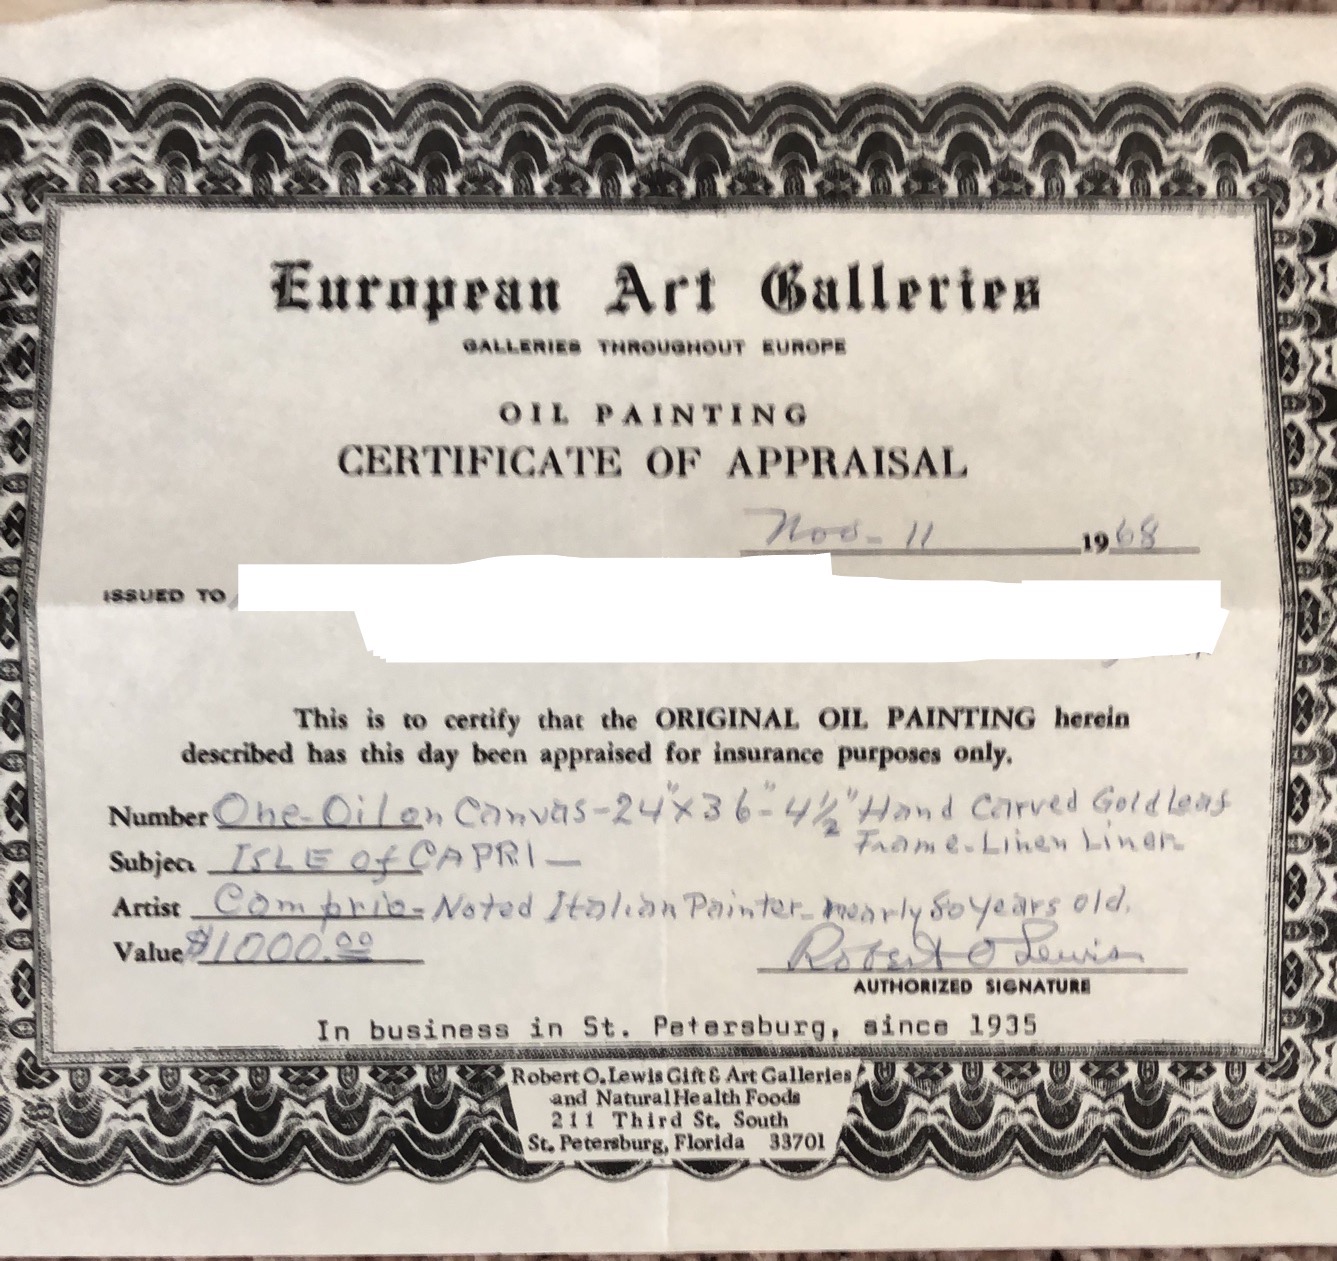 European Art Galleries
GALLERIES THROUGHOUT EUROPE
OIL PAINTING
CERTIFICATE OF APPRAISAL
Nov - 11 1968
ISSUED TO
This is to certify that the ORIGINAL OIL PAINTING herein
described has this day been appraised for insurance purposes only.
Number One-Oil on Canvas-24"x36"-4½" Hand Carved Gold Leaf
Frame-Linen Liner
Subject ISLE of CAPRI —
Artist Comprio-Noted Italian Painter-nearly 80 years old.
Value $1000.00
Robert O Lewis
AUTHORIZED SIGNATURE
In business in St. Petersburg, since 1935
Robert O. Lewis Gift & Art Galleries
and Natural Health Foods
211 Third St. South
St. Petersburg, Florida 33701